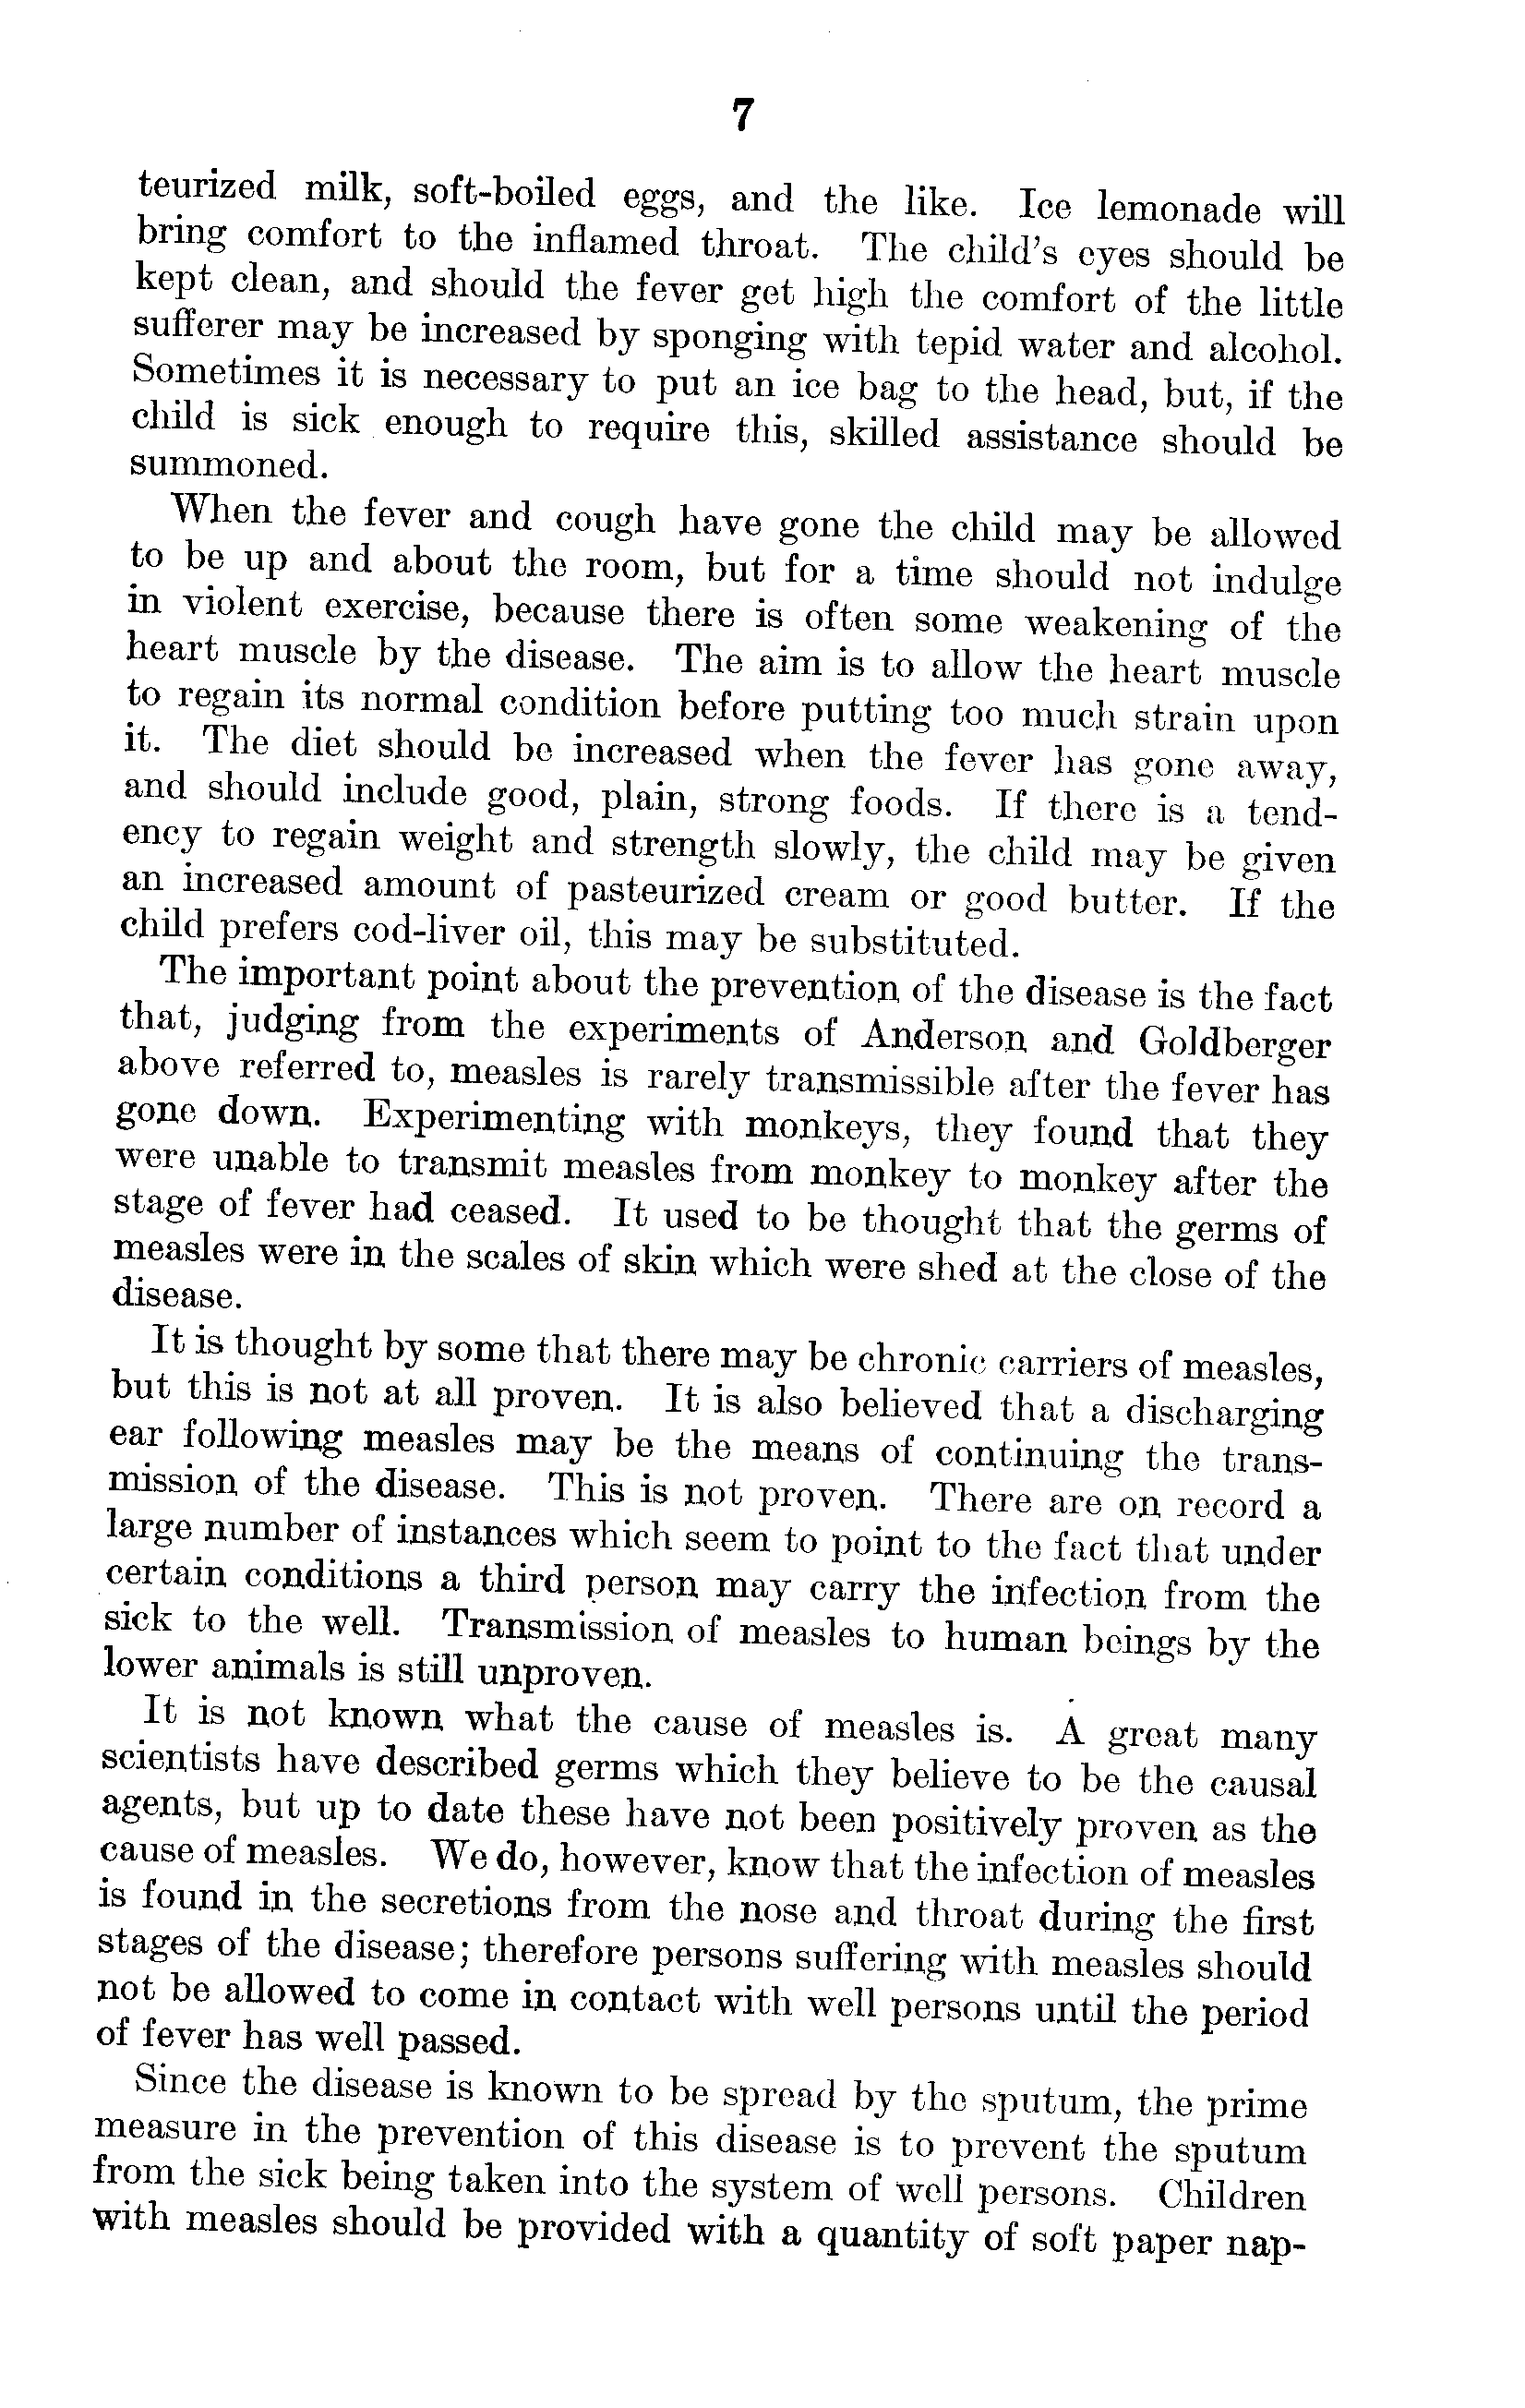 7
teurized milk, soft-boiled eggs, and the like. Ice lemonade will
bring comfort to the inflamed throat. The child's eyes should be
kept clean, and should the fever get high the comfort of the little
sufferer may be increased by sponging with tepid water and alcohol.
Sometimes it is necessary to put an ice bag to the head, but, if the
child is sick enough to require this, skilled assistance should be
summoned.
When the fever and cough have gone the child may be allowed
to be up and about the room, but for a time should not indulge
in violent exercise, because there is often some weakening of the
heart muscle by the disease. The aim is to allow the heart muscle
to regain its normal condition before putting too much strain upon
it. The diet should be increased when the fever has gone away,
and should include good, plain, strong foods. If there is a tend-
ency to regain weight and strength slowly, the child may be given
an increased amount of pasteurized cream or good butter. If the
child prefers cod-liver oil, this may be substituted.
The important point about the prevention of the disease is the fact
that, judging from the experiments of Anderson and Goldberger
above referred to, measles is rarely transmissible after the fever has
gone down. Experimenting with monkeys, they found that they
were unable to transmit measles from monkey to monkey after the
stage of fever had ceased. It used to be thought that the germs of
measles were in the scales of skin which were shed at the close of the
disease.
It is thought by some that there may be chronic carriers of measles,
but this is not at all proven. It is also believed that a discharging
ear following measles may be the means of continuing the trans-
mission of the disease. This is not proven. There are on record a
large number of instances which seem to point to the fact that under
certain conditions a third person may carry the infection from the
sick to the well. Transmission of measles to human beings by the
lower animals is still unproven.
It is not known what the cause of measles is. A great many
scientists have described germs which they believe to be the causal
agents, but up to date these have not been positively proven as the
cause of measles. We do, however, know that the infection of measles
is found in the secretions from the nose and throat during the first
stages of the disease; therefore persons suffering with measles should
not be allowed to come in contact with well persons until the period
of fever has well passed.
Since the disease is known to be spread by the sputum, the prime
measure in the prevention of this disease is to prevent the sputum
from the sick being taken into the system of well persons. Children
with measles should be provided with a quantity of soft paper nap-